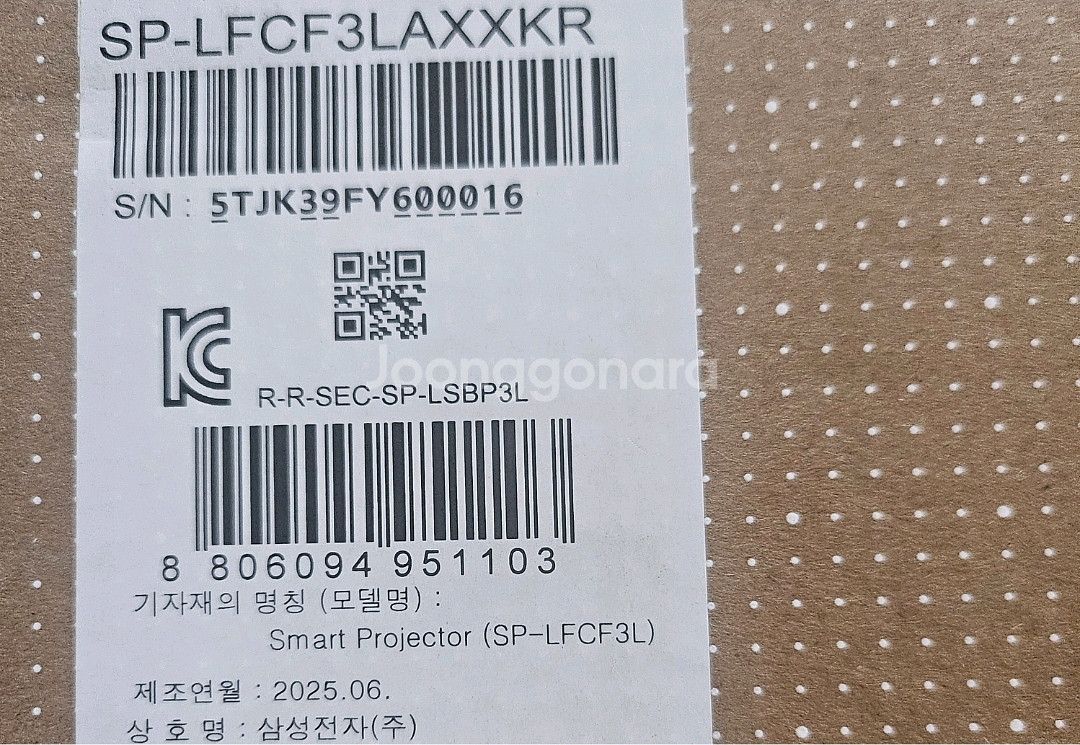 SP-LFCF3LAXXKR
S/N : 5TJK39FY600016
Joonggonara
R-R-SEC-SP-LSBP3L
8 806094 951103
기자재의 명칭 (모델명) :
Smart Projector (SP-LFCF3L)
제조연월 : 2025.06.
상 호 명 : 삼성전자(주)